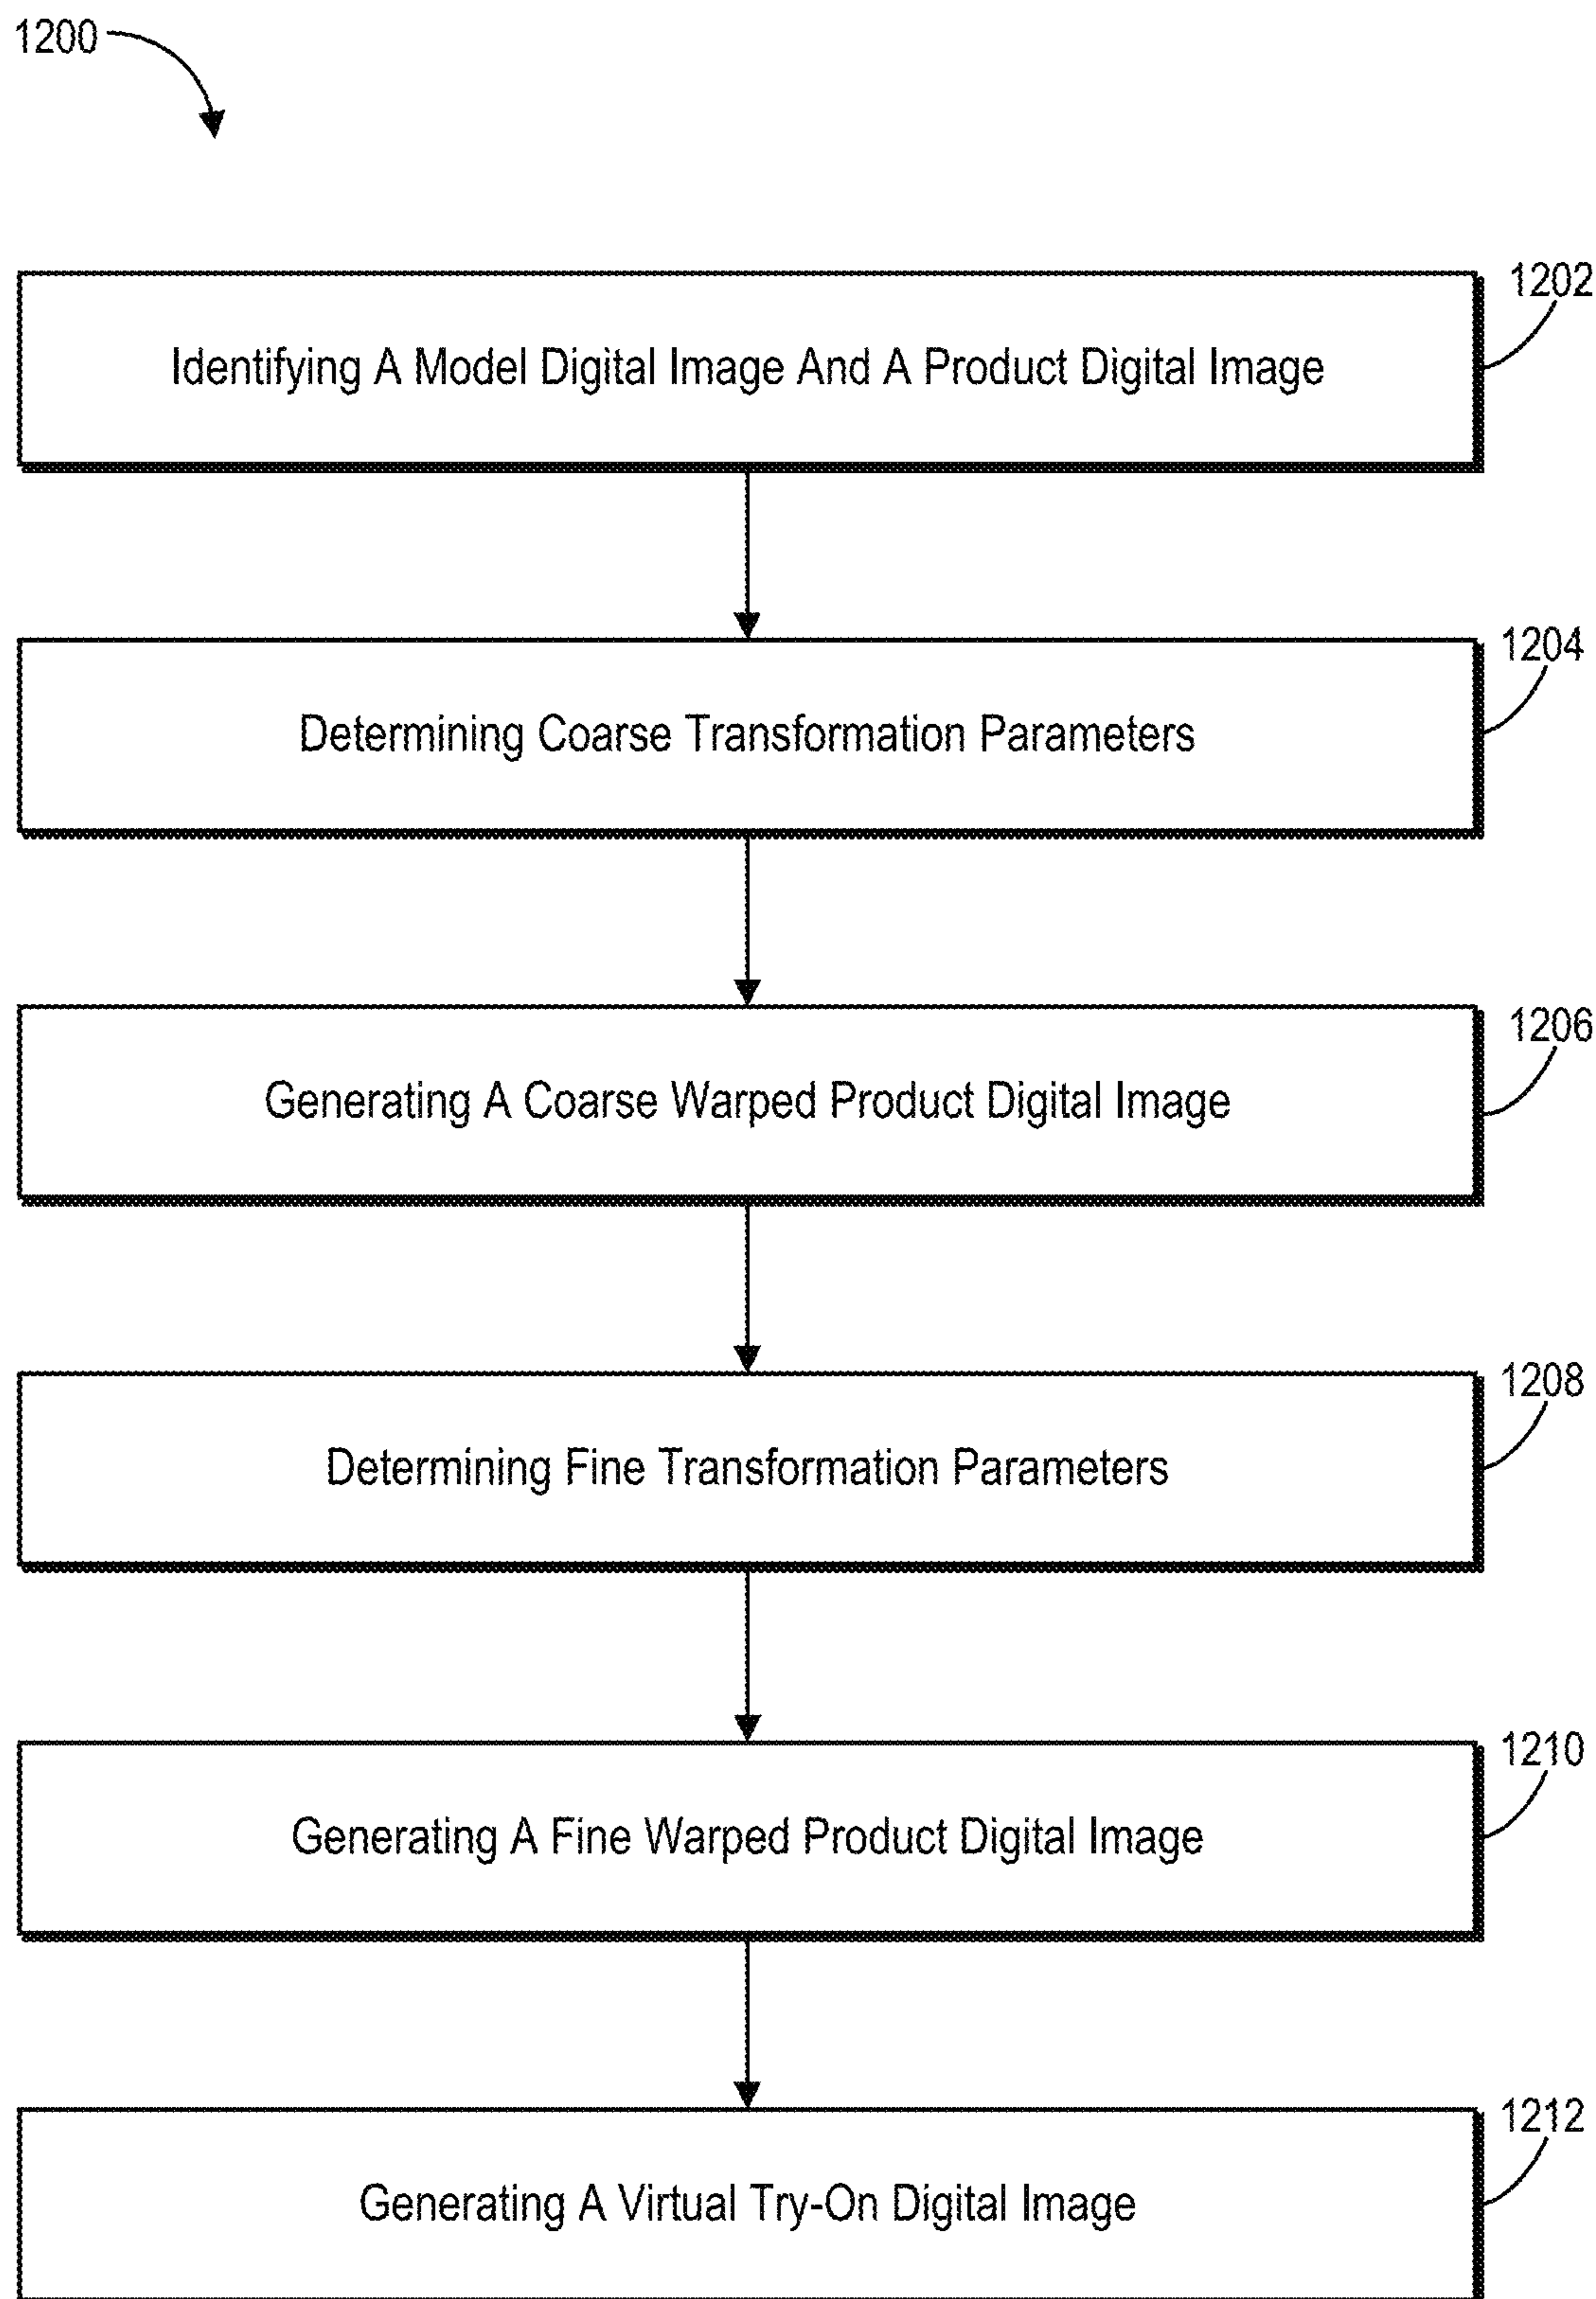 1200
1202
Identifying A Model Digital Image And A Product Digital Image
1204
Determining Coarse Transformation Parameters
1206
Generating A Coarse Warped Product Digital Image
1208
Determining Fine Transformation Parameters
1210
Generating A Fine Warped Product Digital Image
1212
Generating A Virtual Try-On Digital Image